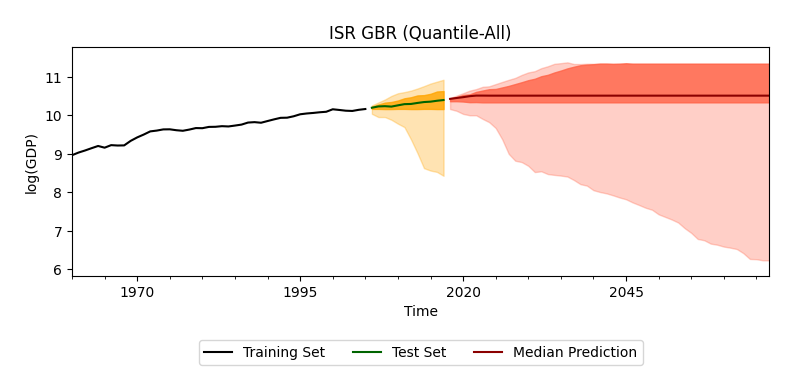 ISR GBR (Quantile-All)
log(GDP)
11
10
9
8
7
6
1970 1995 2020 2045
Time
Training Set Test Set Median Prediction